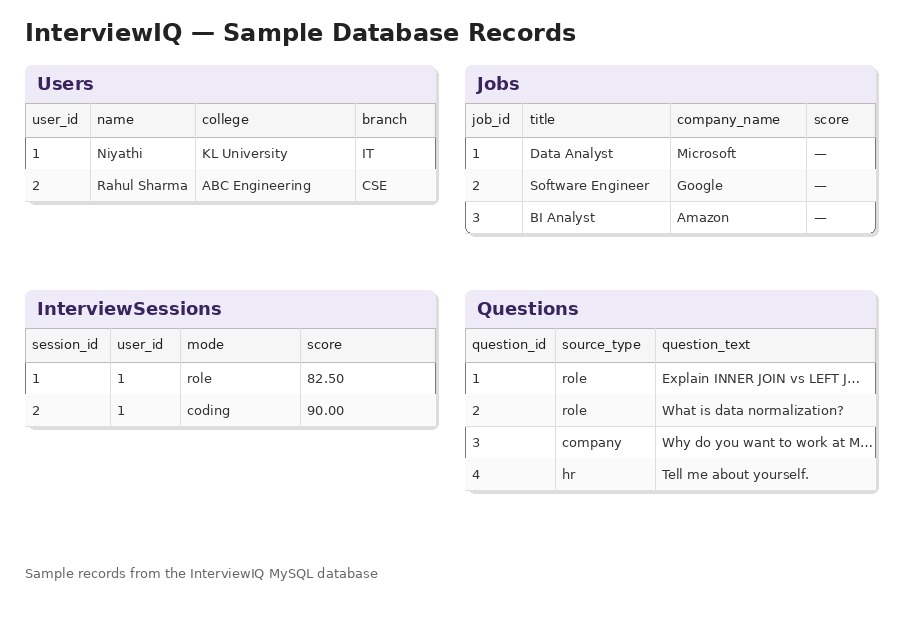 InterviewIQ — Sample Database Records
Users
user_id name college branch
1 Niyathi KL University IT
2 Rahul Sharma ABC Engineering CSE
Jobs
job_id title company_name score
1 Data Analyst Microsoft —
2 Software Engineer Google —
3 BI Analyst Amazon —
InterviewSessions
session_id user_id mode score
1 1 role 82.50
2 1 coding 90.00
Questions
question_id source_type question_text
1 role Explain INNER JOIN vs LEFT J...
2 role What is data normalization?
3 company Why do you want to work at M...
4 hr Tell me about yourself.
Sample records from the InterviewIQ MySQL database